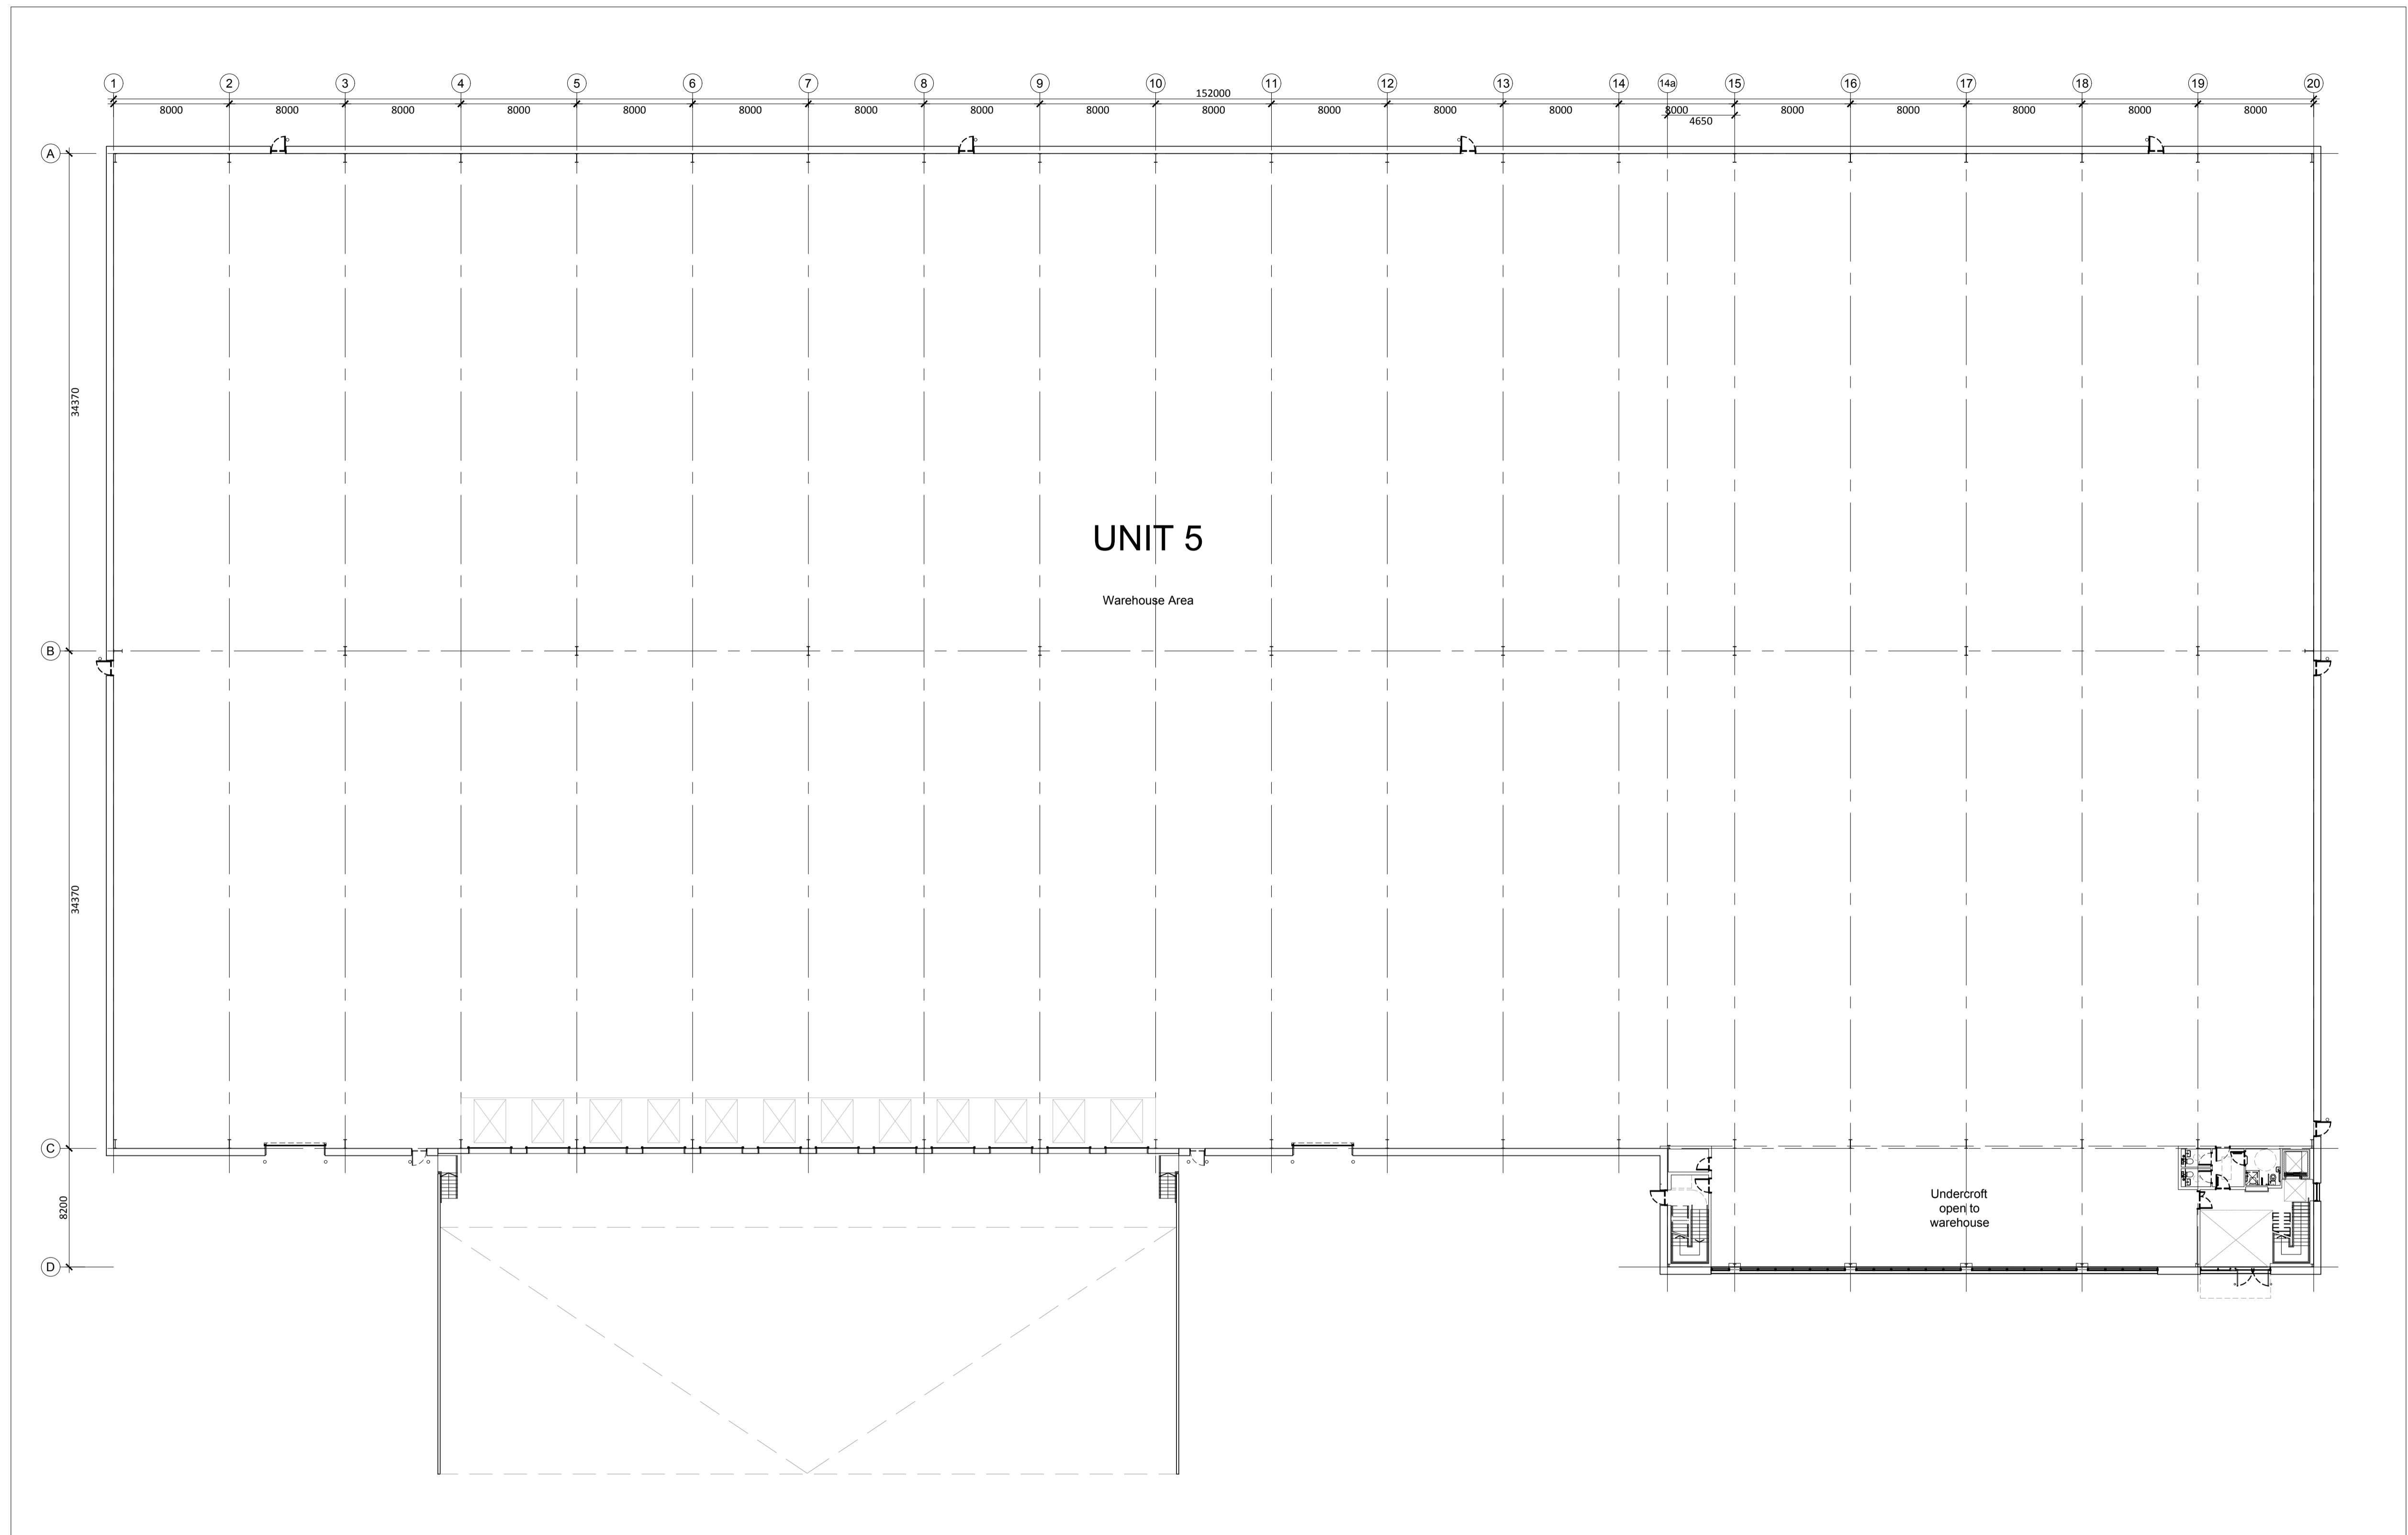 1 2 3 4 5 6 7 8 9 10 11 12 13 14 14a 15 16 17 18 19 20
152000
8000 8000 8000 8000 8000 8000 8000 8000 8000 8000 8000 8000 8000 8000 8000 8000 8000 8000 8000
4650
A
34370
UNIT 5
Warehouse Area
B
34370
C
8200
Undercroft
open to
warehouse
D